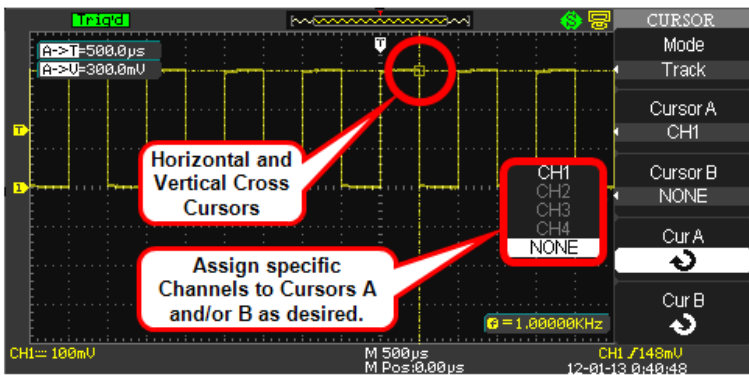 Trig'd
CURSOR
A->T=500.0µs
A->V=300.0mV
T
Mode
Track
Cursor A
CH1
Cursor B
NONE
Cur A
Cur B
T
1
Horizontal and
Vertical Cross
Cursors
CH1
CH2
CH3
CH4
NONE
Assign specific
Channels to Cursors A
and/or B as desired.
f = 1.00000KHz
CH1 100mV
M 500µs
M Pos:0.00µs
CH1 /148mV
12-01-13 0:40:48